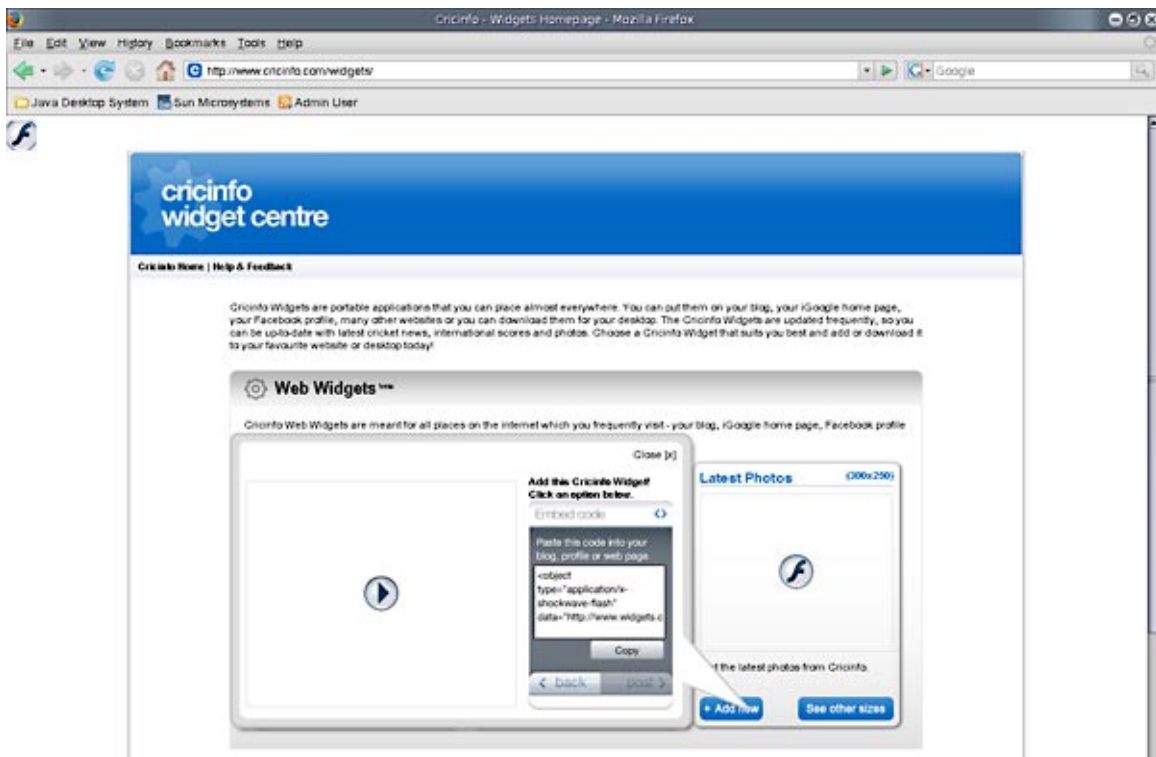 Cricinfo - Widgets Homepage - Mozilla Firefox
File Edit View History Bookmarks Tools Help
http://www.cricinfo.com/widgets/
Google
Java Desktop System Sun Microsystems Admin User
cricinfo
widget centre
Cricinfo Home | Help & Feedback
Cricinfo Widgets are portable applications that you can place almost everywhere. You can put them on your blog, your iGoogle home page,
your Facebook profile, many other websites or you can download them for your desktop. The Cricinfo Widgets are updated frequently, so you
can be up-to-date with latest cricket news, international scores and photos. Choose a Cricinfo Widget that suits you best and add or download it
to your favourite website or desktop today!
Web Widgets beta
Cricinfo Web Widgets are meant for all places on the internet which you frequently visit - your blog, iGoogle home page, Facebook profile
Close [x]
Add this Cricinfo Widget!
Click an option below.
Embed code
Paste this code into your
blog, profile or web page.
<object
type="application/x-
shockwave-flash"
data="http://www.widgets.c
Copy
back post
Latest Photos (300x250)
the latest photos from Cricinfo.
+ Add now See other sizes